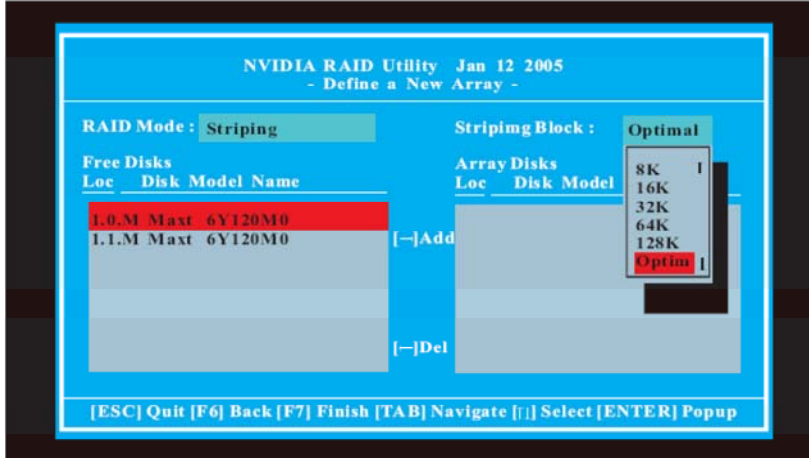 NVIDIA RAID Utility Jan 12 2005
- Define a New Array -
RAID Mode : Striping
Stripimg Block : Optimal
Free Disks
Loc Disk Model Name
1.0.M Maxt 6Y120M0
1.1.M Maxt 6Y120M0
[─]Add
[─]Del
Array Disks
Loc Disk Model
8K
16K
32K
64K
128K
Optim
[ESC] Quit [F6] Back [F7] Finish [TAB] Navigate [↑↓] Select [ENTER] Popup